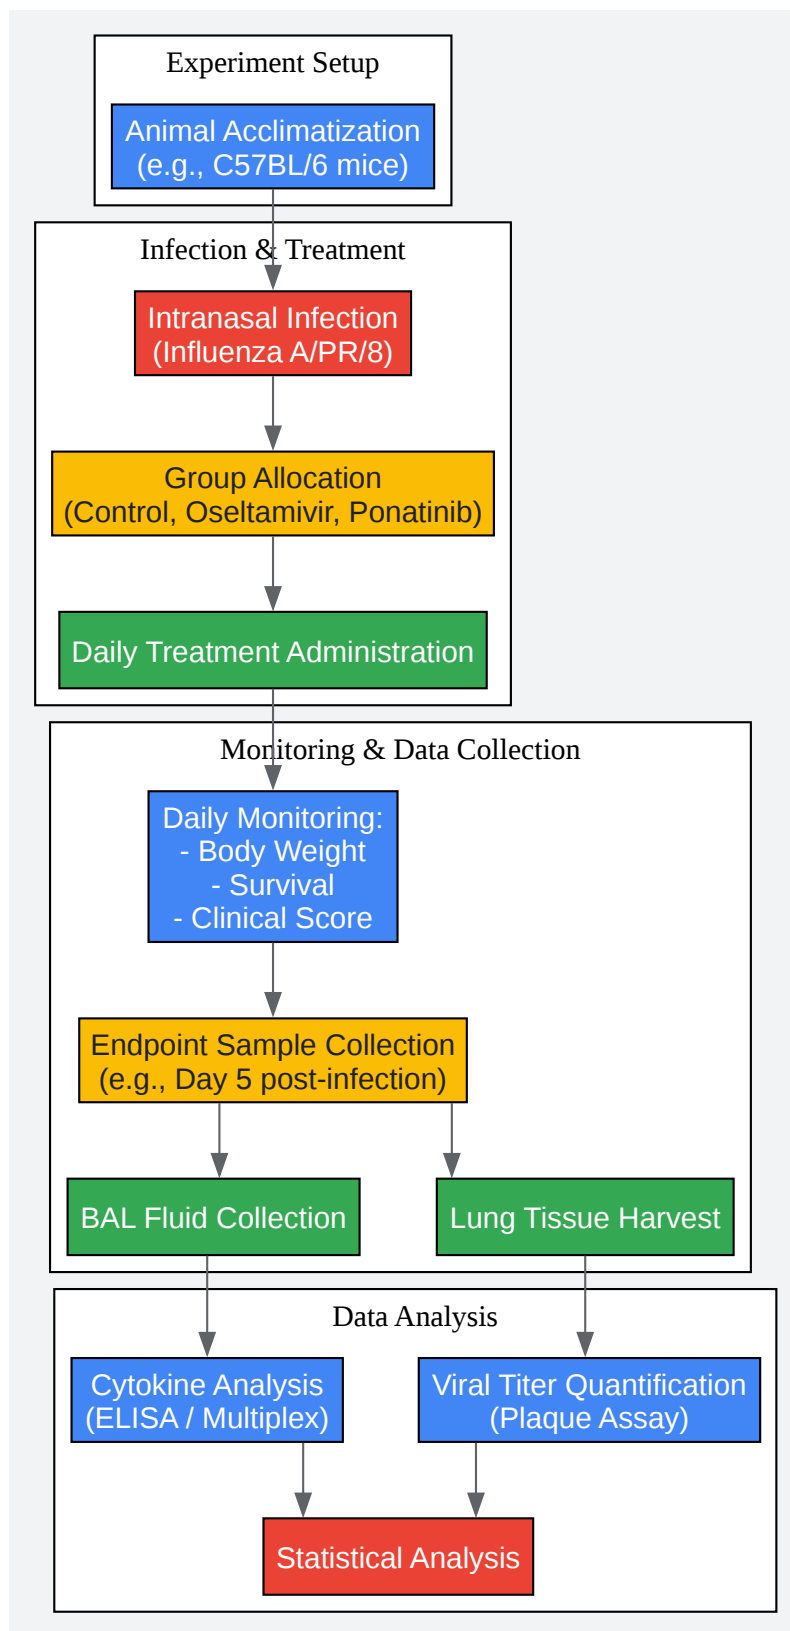 Experiment Setup
Animal Acclimatization
(e.g., C57BL/6 mice)
Infection & Treatment
Intranasal Infection
(Influenza A/PR/8)
Group Allocation
(Control, Oseltamivir, Ponatinib)
Daily Treatment Administration
Monitoring & Data Collection
Daily Monitoring:
- Body Weight
- Survival
- Clinical Score
Endpoint Sample Collection
(e.g., Day 5 post-infection)
BAL Fluid Collection
Lung Tissue Harvest
Data Analysis
Cytokine Analysis
(ELISA / Multiplex)
Viral Titer Quantification
(Plaque Assay)
Statistical Analysis